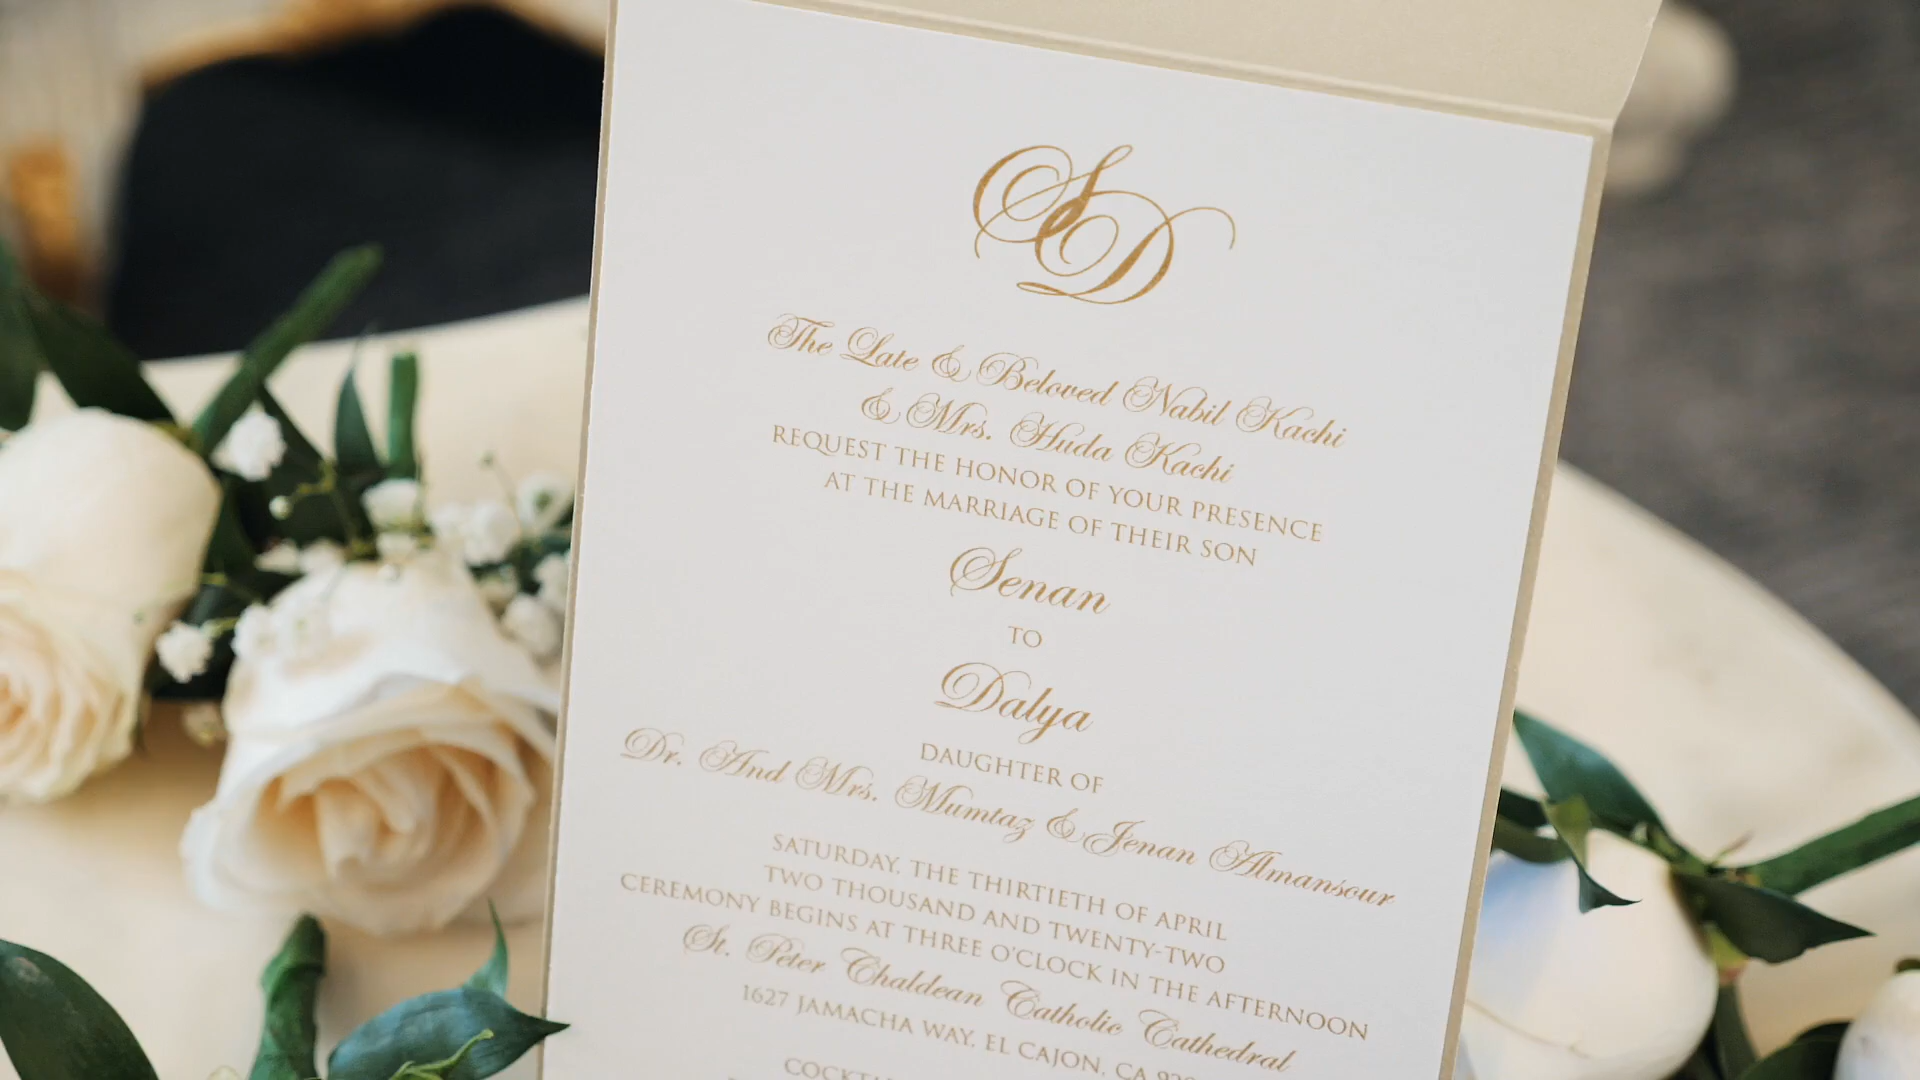 SD
The Late & Beloved Nabil Kachi
& Mrs. Huda Kachi
REQUEST THE HONOR OF YOUR PRESENCE
AT THE MARRIAGE OF THEIR SON
Senan
TO
Dalya
DAUGHTER OF
Dr. And Mrs. Mumtaz & Jenan Almansour
SATURDAY, THE THIRTIETH OF APRIL
TWO THOUSAND AND TWENTY-TWO
CEREMONY BEGINS AT THREE O'CLOCK IN THE AFTERNOON
St. Peter Chaldean Catholic Cathedral
1627 JAMACHA WAY, EL CAJON, CA